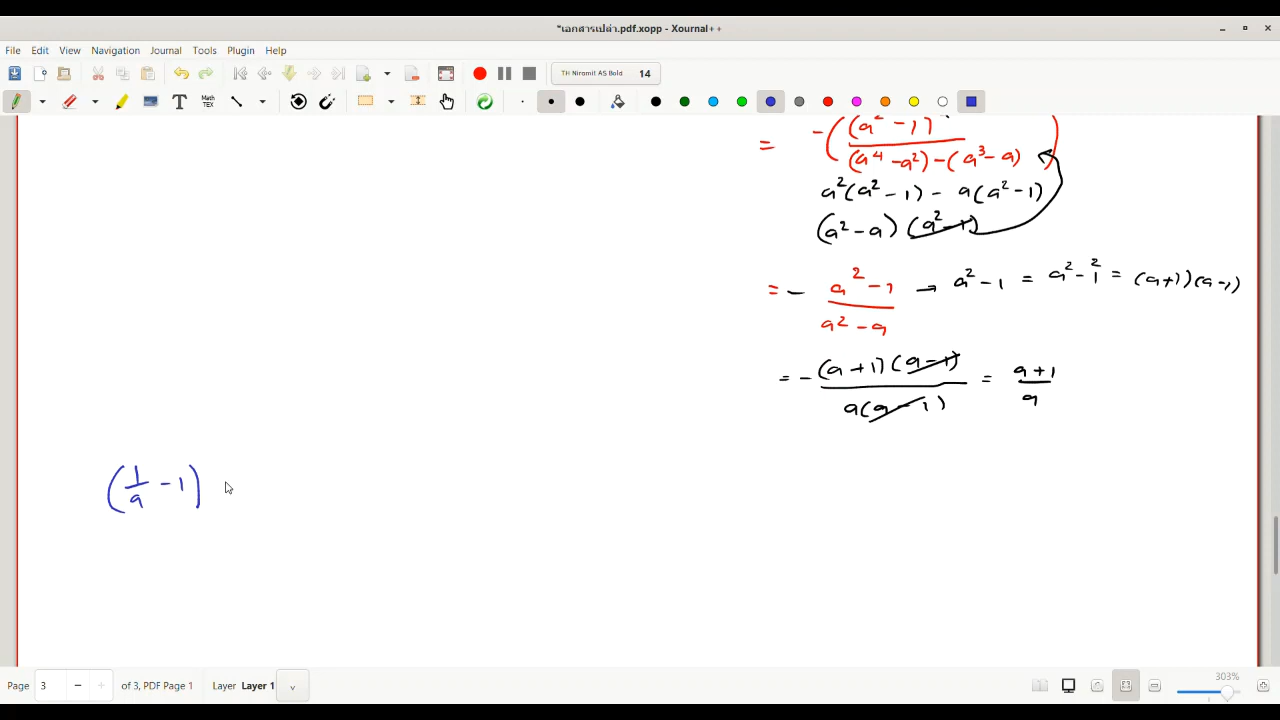 *เอกสารเปล่า.pdf.xopp - Xournal++
File Edit View Navigation Journal Tools Plugin Help
TH Niramit AS Bold 14
Math TEX
= -((a² - 1)² / ((a⁴ - a²) - (a³ - a)))
a²(a² - 1) - a(a² - 1)
(a² - a)(a² - 1)
= - (a² - 1)/(a² - a) → a² - 1 = a² - 1² = (a+1)(a-1)
= - (a+1)(a-1)/(a(a-1)) = (a+1)/a
(1/a - 1)
Page 3 of 3, PDF Page 1 Layer Layer 1 303%